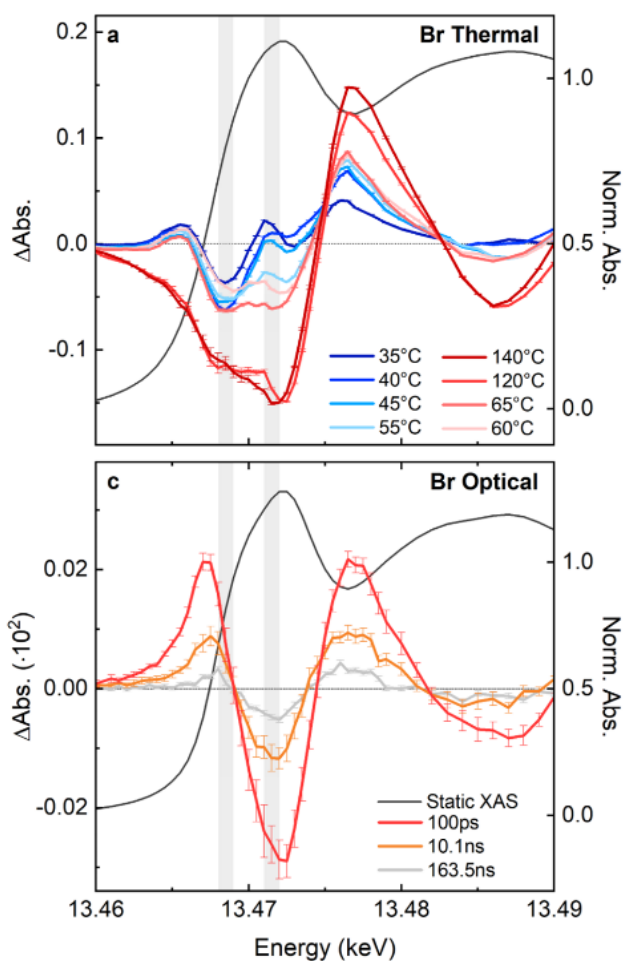 a
Br Thermal
0.2
0.1
0.0
-0.1
ΔAbs.
1.0
0.5
0.0
Norm. Abs.
35°C 140°C
40°C 120°C
45°C 65°C
55°C 60°C
c
Br Optical
0.02
0.00
-0.02
ΔAbs. (·10²)
1.0
0.5
0.0
Norm. Abs.
Static XAS
100ps
10.1ns
163.5ns
13.46 13.47 13.48 13.49
Energy (keV)